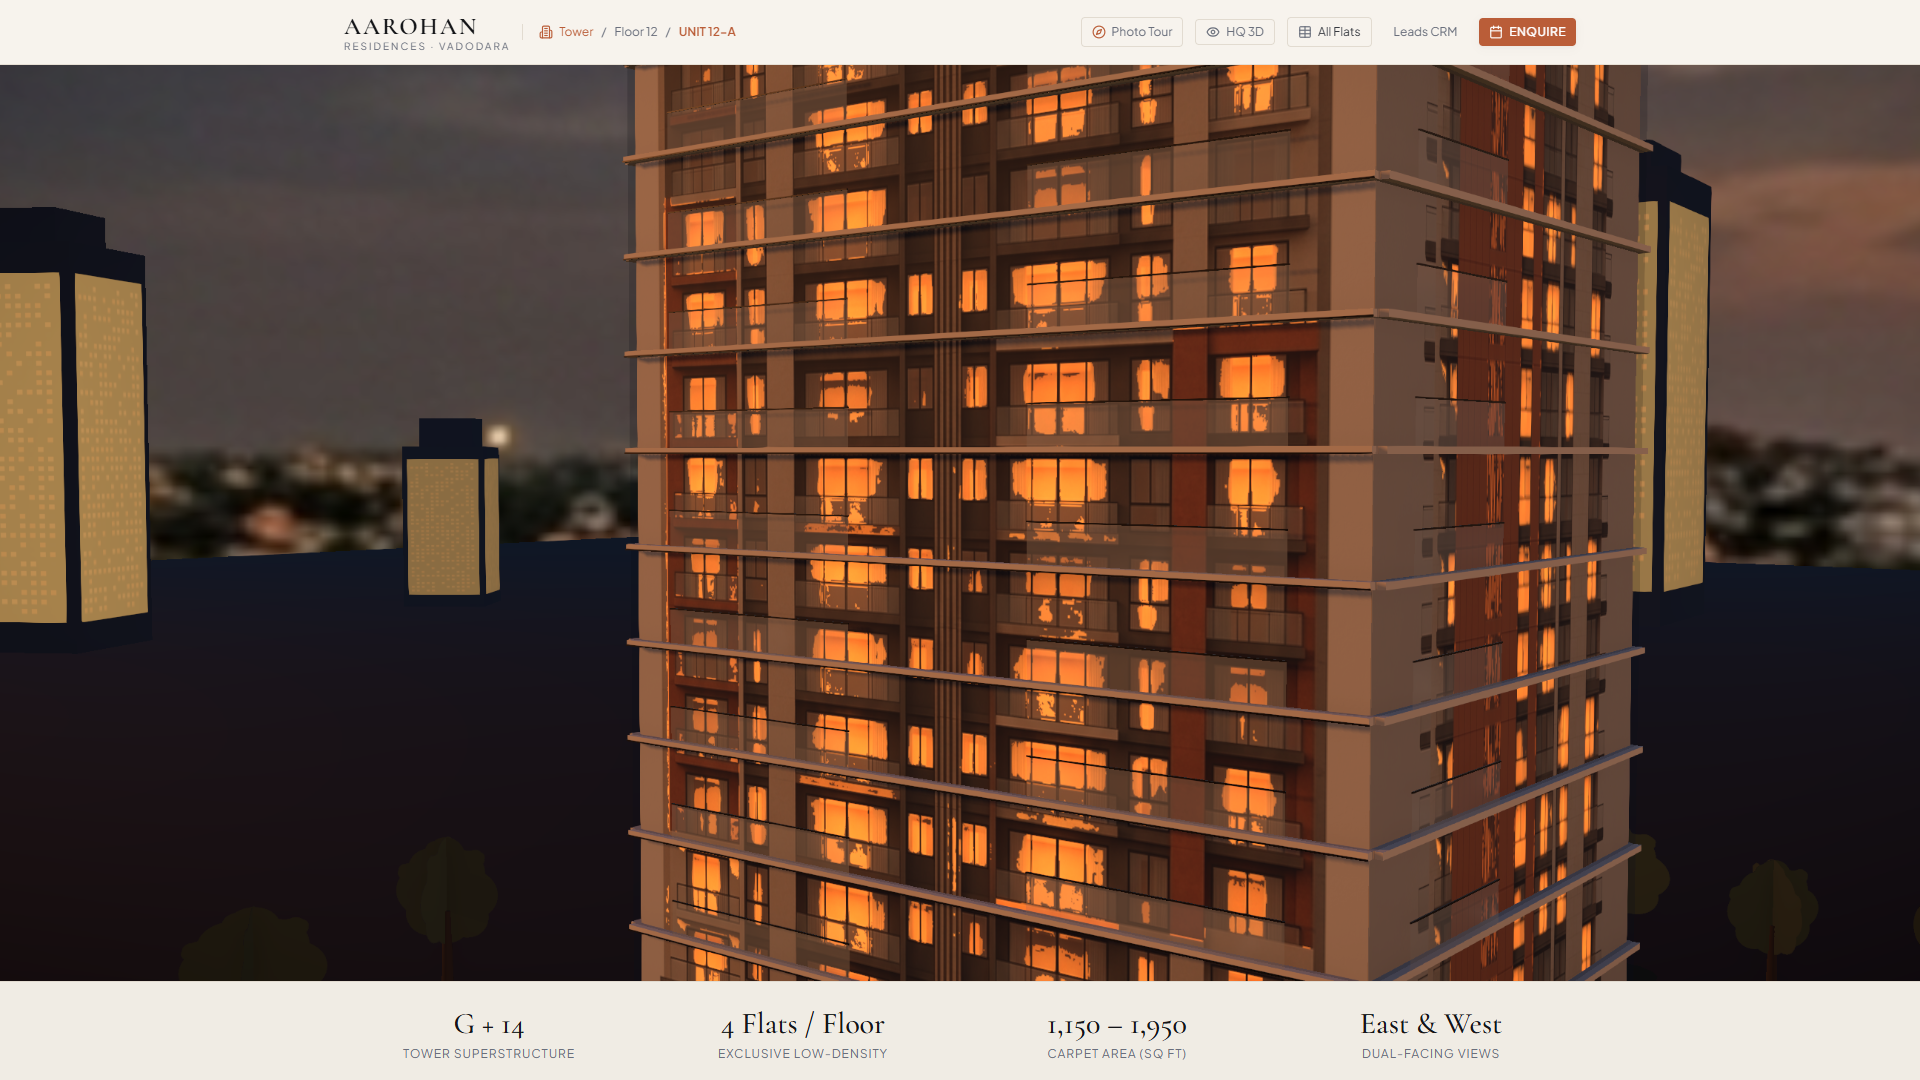 AAROHAN
RESIDENCES · VADODARA
Tower / Floor 12 / UNIT 12-A
Photo Tour
HQ 3D
All Flats
Leads CRM
ENQUIRE
G + 14
TOWER SUPERSTRUCTURE
4 Flats / Floor
EXCLUSIVE LOW-DENSITY
1,150 – 1,950
CARPET AREA (SQ FT)
East & West
DUAL-FACING VIEWS